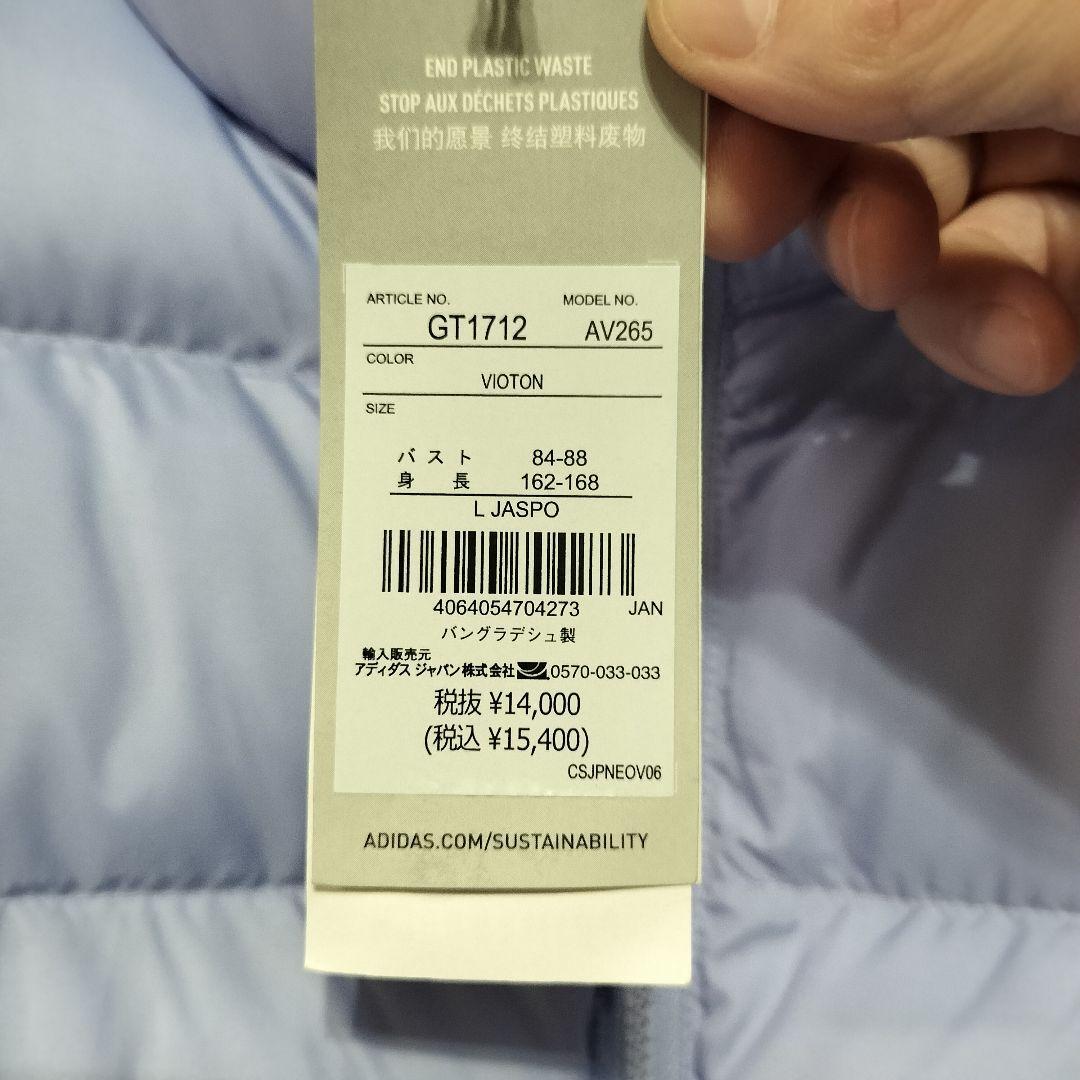 END PLASTIC WASTE
STOP AUX DÉCHETS PLASTIQUES
我们的愿景 终结塑料废物
ARTICLE NO. MODEL NO.
GT1712 AV265
COLOR
VIOTON
SIZE
バスト 84-88
身長 162-168
L JASPO
4064054704273 JAN
バングラデシュ製
輸入販売元
アディダス ジャパン株式会社 0570-033-033
税抜 ¥14,000
(税込 ¥15,400)
CSJPNEOV06
ADIDAS.COM/SUSTAINABILITY